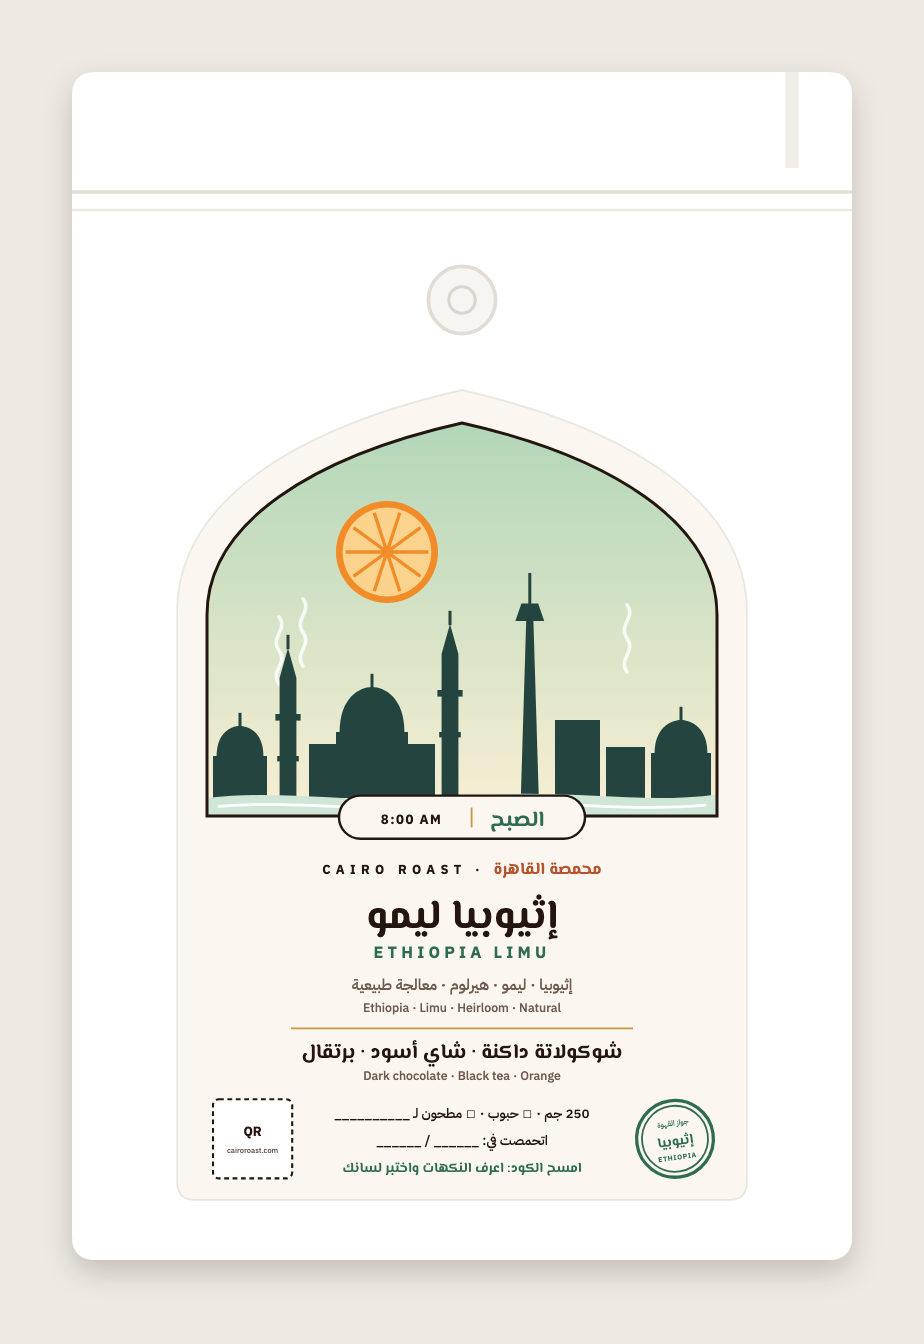 8:00 AM | الصبح
CAIRO ROAST · محمصة القاهرة
إثيوبيا ليمو
ETHIOPIA LIMU
إثيوبيا · ليمو · هيرلوم · معالجة طبيعية
Ethiopia · Limu · Heirloom · Natural
شوكولاتة داكنة · شاي أسود · برتقال
Dark chocolate · Black tea · Orange
250 جم · □ حبوب · □ مطحون لـ __________
اتحمصت في: ______ / ______
امسح الكود: اعرف النكهات واختبر لسانك
QR
cairoroast.com
جواز القهوة
إثيوبيا
ETHIOPIA